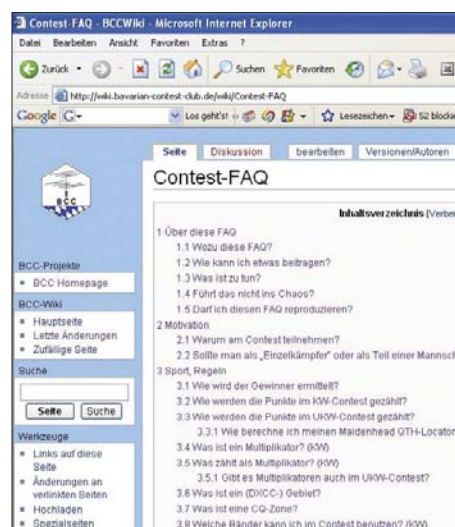 Contest-FAQ - BCCWiki - Microsoft Internet Explorer
Datei Bearbeiten Ansicht Favoriten Extras ?
Zurück Suchen Favoriten
Adresse http://wiki.bavarian-contest-club.de/wiki/Contest-FAQ
Google G Los geht's! Lesezeichen 52 blockie
Seite Diskussion bearbeiten Versionen/Autoren
BCC
Contest-FAQ
Inhaltsverzeichnis [Verber
1 Über diese FAQ
1.1 Wozu diese FAQ?
1.2 Wie kann ich etwas beitragen?
1.3 Was ist zu tun?
1.4 Führt das nicht ins Chaos?
1.5 Darf ich diesen FAQ reproduzieren?
2 Motivation
2.1 Warum am Contest teilnehmen?
2.2 Sollte man als „Einzelkämpfer" oder als Teil einer Mannsch
3 Sport, Regeln
3.1 Wie wird der Gewinner ermittelt?
3.2 Wie werden die Punkte im KW-Contest gezählt?
3.3 Wie werden die Punkte im UKW-Contest gezählt?
3.3.1 Wie berechne ich meinen Maidenhead QTH-Locator
3.4 Was ist ein Multiplikator? (KW)
3.5 Was zählt als Multiplikator? (KW)
3.5.1 Gibt es Multiplikatoren auch im UKW-Contest?
3.6 Was ist ein (DXCC-) Gebiet?
3.7 Was ist eine CQ-Zone?
3.8 Welche Bänder kann ich im Contest benutzen? (KW)
BCC-Projekte
BCC Homepage
BCC-Wiki
Hauptseite
Letzte Änderungen
Zufällige Seite
Suche
Seite Suche
Werkzeuge
Links auf diese
Seite
Änderungen an
verlinkten Seiten
Hochladen
Spezialseiten